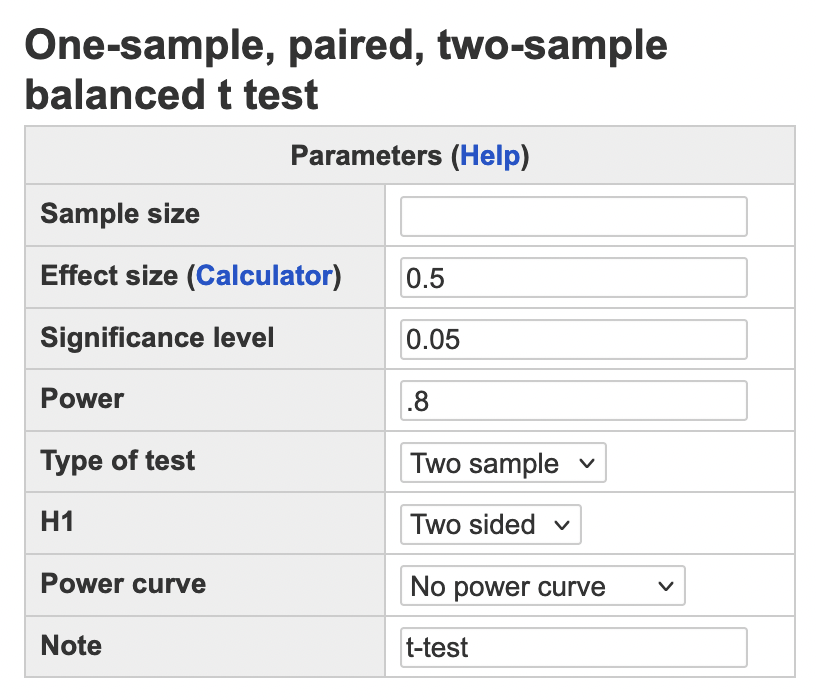 One-sample, paired, two-sample
balanced t test
Parameters (Help)
Sample size
Effect size (Calculator) 0.5
Significance level 0.05
Power .8
Type of test Two sample
H1 Two sided
Power curve No power curve
Note t-test